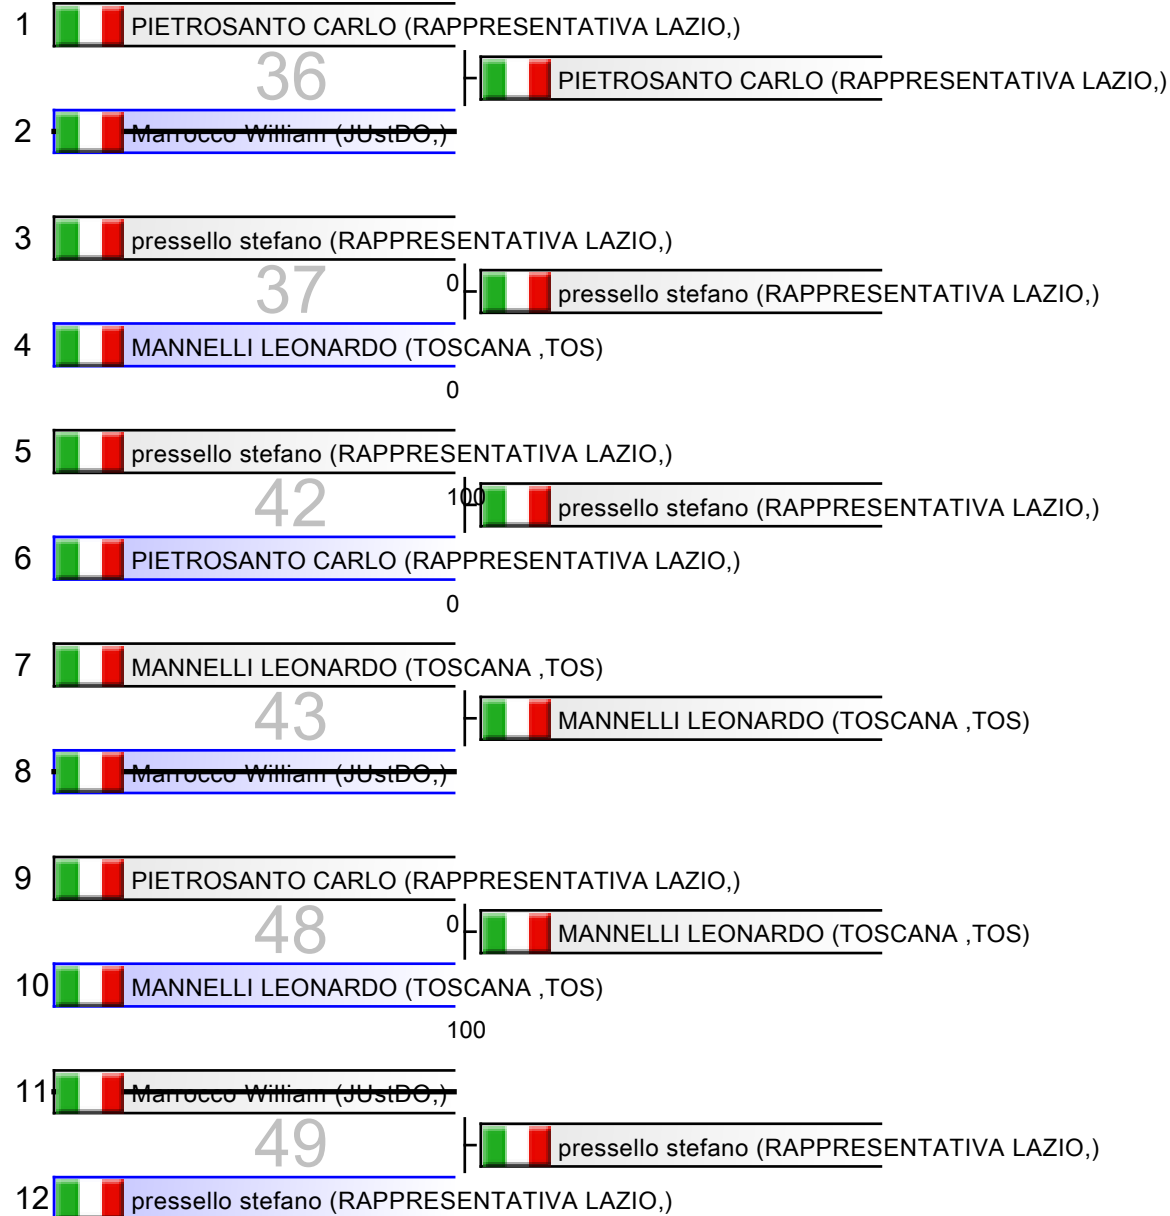 1 PIETROSANTO CARLO (RAPPRESENTATIVA LAZIO,)
36
PIETROSANTO CARLO (RAPPRESENTATIVA LAZIO,)
2 Marrocco William (JUstDO,)
3 pressello stefano (RAPPRESENTATIVA LAZIO,)
37
0
pressello stefano (RAPPRESENTATIVA LAZIO,)
4 MANNELLI LEONARDO (TOSCANA ,TOS)
0
5 pressello stefano (RAPPRESENTATIVA LAZIO,)
42
100
pressello stefano (RAPPRESENTATIVA LAZIO,)
6 PIETROSANTO CARLO (RAPPRESENTATIVA LAZIO,)
0
7 MANNELLI LEONARDO (TOSCANA ,TOS)
43
MANNELLI LEONARDO (TOSCANA ,TOS)
8 Marrocco William (JUstDO,)
9 PIETROSANTO CARLO (RAPPRESENTATIVA LAZIO,)
48
0
MANNELLI LEONARDO (TOSCANA ,TOS)
10 MANNELLI LEONARDO (TOSCANA ,TOS)
100
11 Marrocco William (JUstDO,)
49
pressello stefano (RAPPRESENTATIVA LAZIO,)
12 pressello stefano (RAPPRESENTATIVA LAZIO,)